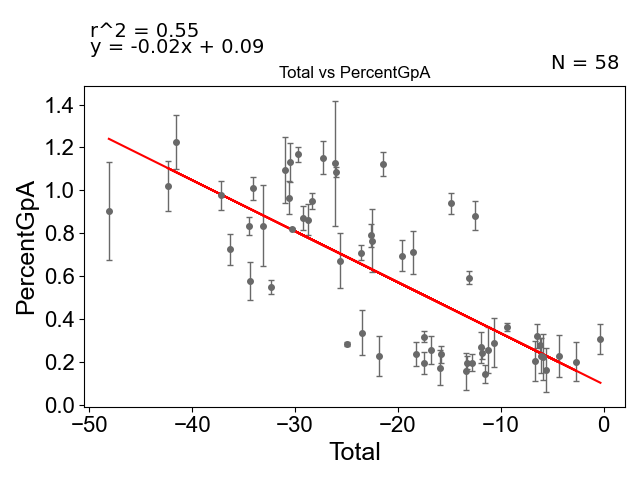 r^2 = 0.55
y = -0.02x + 0.09
N = 58
Total vs PercentGpA
PercentGpA
1.4
1.2
1.0
0.8
0.6
0.4
0.2
0.0
−50
−40
−30
−20
−10
0
Total